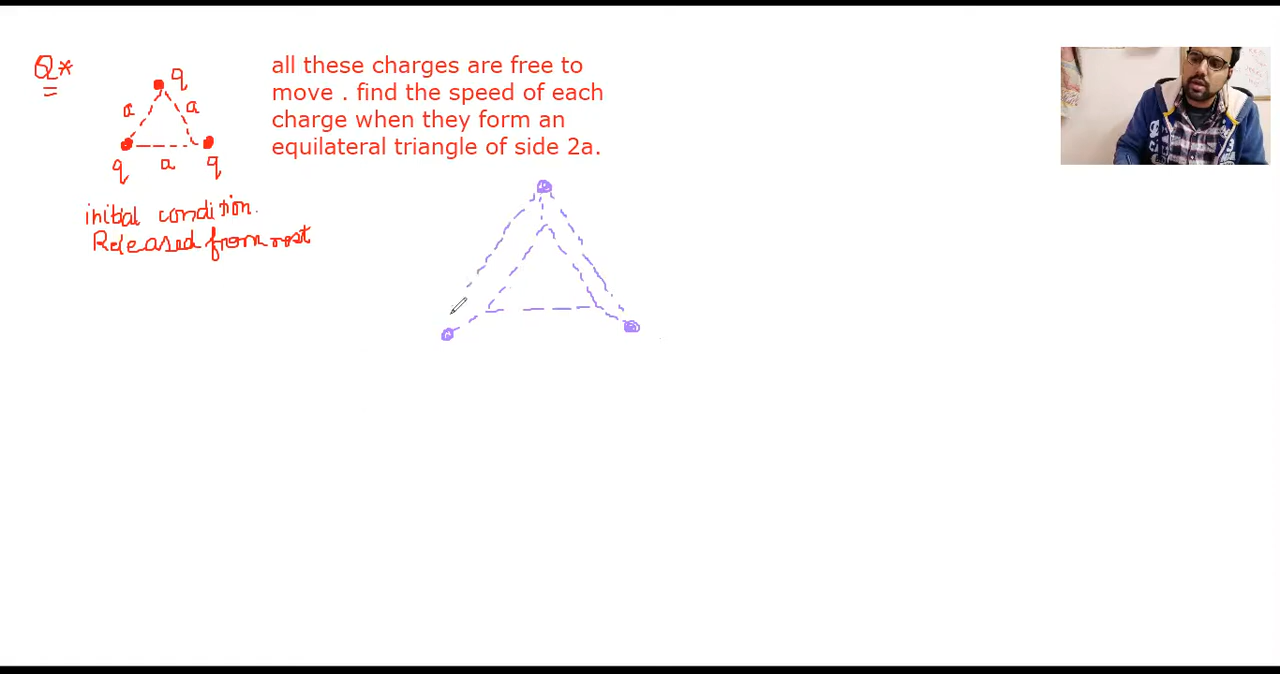 Q*
all these charges are free to
move . find the speed of each
charge when they form an
equilateral triangle of side 2a.
q
a a
q a q
initial condition.
Released from rest